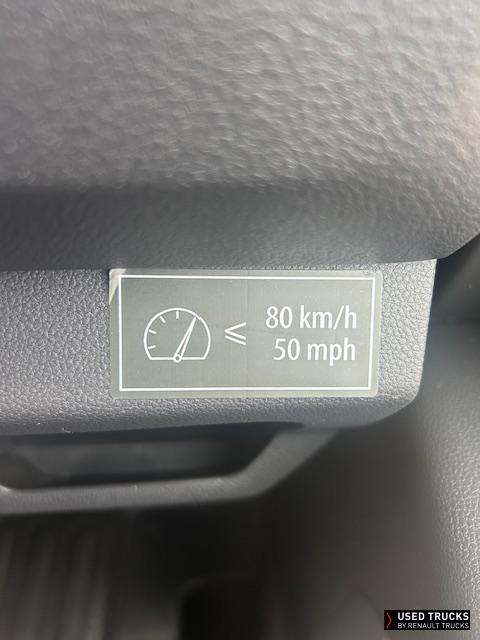 ≤ 80 km/h
50 mph
USED TRUCKS
BY RENAULT TRUCKS